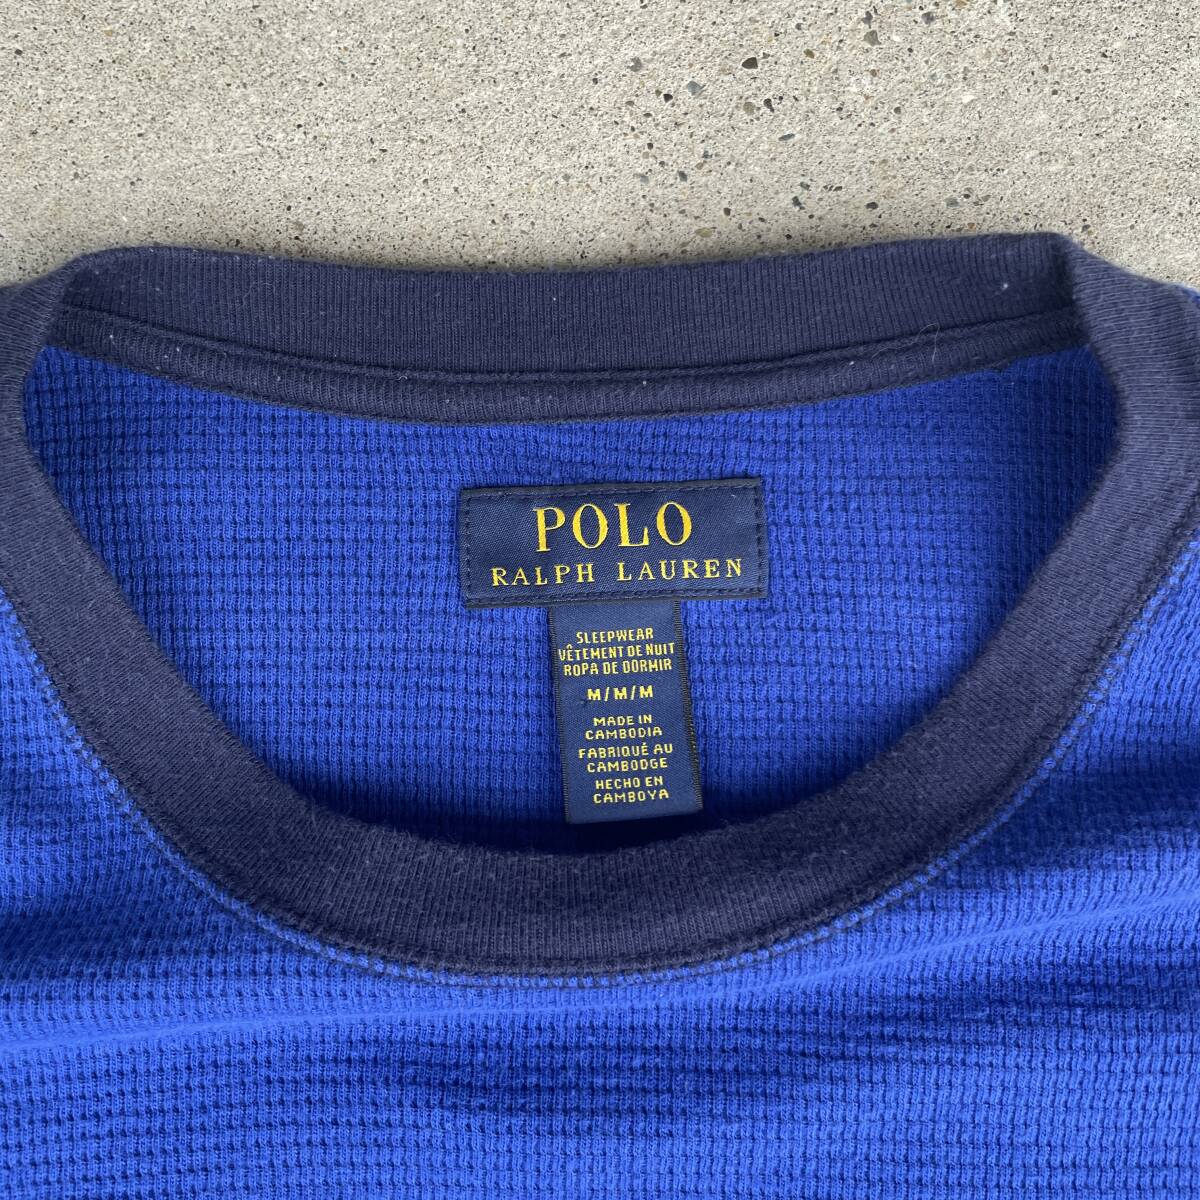 POLO
RALPH LAUREN
SLEEPWEAR
VÊTEMENT DE NUIT
ROPA DE DORMIR
M/M/M
MADE IN
CAMBODIA
FABRIQUÉ AU
CAMBODGE
HECHO EN
CAMBOYA